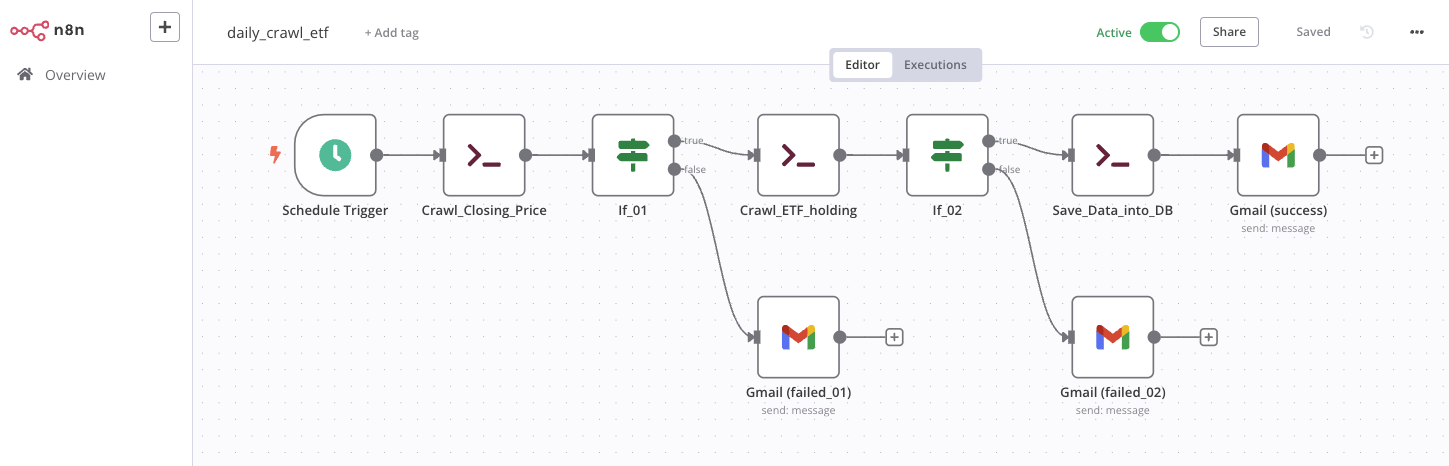 n8n
+
Overview
daily_crawl_etf
+ Add tag
Active
Share
Saved
Editor
Executions
true
false
true
false
Schedule Trigger
Crawl_Closing_Price
If_01
Crawl_ETF_holding
If_02
Save_Data_into_DB
Gmail (success)
send: message
Gmail (failed_01)
send: message
Gmail (failed_02)
send: message